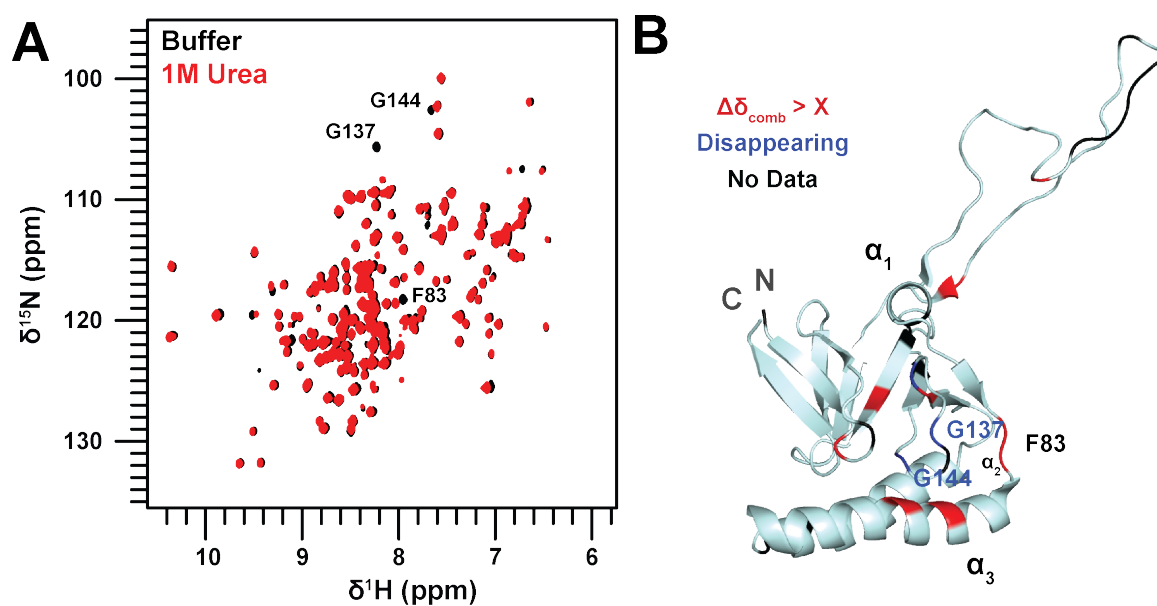 A
Buffer
1M Urea
G144
G137
F83
100
110
120
130
δ¹⁵N (ppm)
10
9
8
7
6
δ¹H (ppm)
B
Δδcomb > X
Disappearing
No Data
α₁
N
C
G137
F83
α₂
G144
α₃